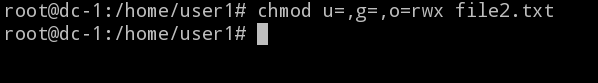 root@dc-1:/home/user1# chmod u=,g=,o=rwx file2.txt
root@dc-1:/home/user1#